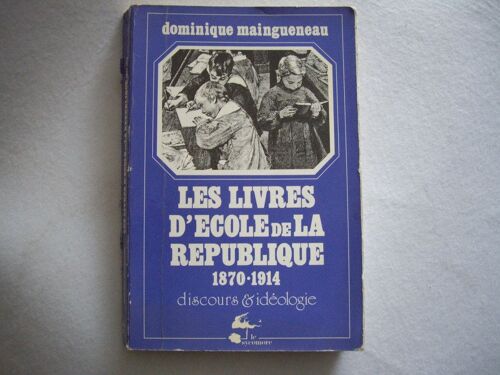 dominique maingueneau
LES LIVRES
D'ECOLE DE LA
REPUBLIQUE
1870-1914
discours & idéologie
le
sycomore